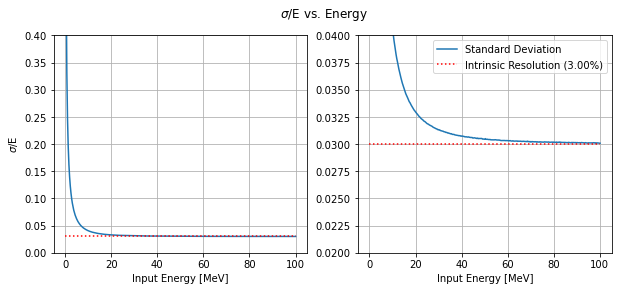 σ/E vs. Energy
0.40
0.35
0.30
0.25
0.20
0.15
0.10
0.05
0.00
σ/E
0 20 40 60 80 100
Input Energy [MeV]
0.0400
0.0375
0.0350
0.0325
0.0300
0.0275
0.0250
0.0225
0.0200
Standard Deviation
Intrinsic Resolution (3.00%)
0 20 40 60 80 100
Input Energy [MeV]